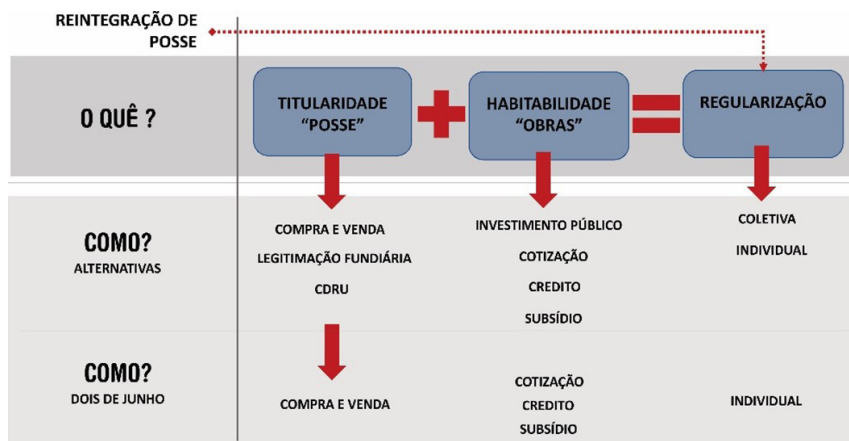 REINTEGRAÇÃO DE
POSSE
O QUÊ ?
TITULARIDADE
“POSSE”
HABITABILIDADE
“OBRAS”
REGULARIZAÇÃO
COMO?
ALTERNATIVAS
COMPRA E VENDA
LEGITIMAÇÃO FUNDIÁRIA
CDRU
INVESTIMENTO PÚBLICO
COTIZAÇÃO
CREDITO
SUBSÍDIO
COLETIVA
INDIVIDUAL
COMO?
DOIS DE JUNHO
COMPRA E VENDA
COTIZAÇÃO
CREDITO
SUBSÍDIO
INDIVIDUAL